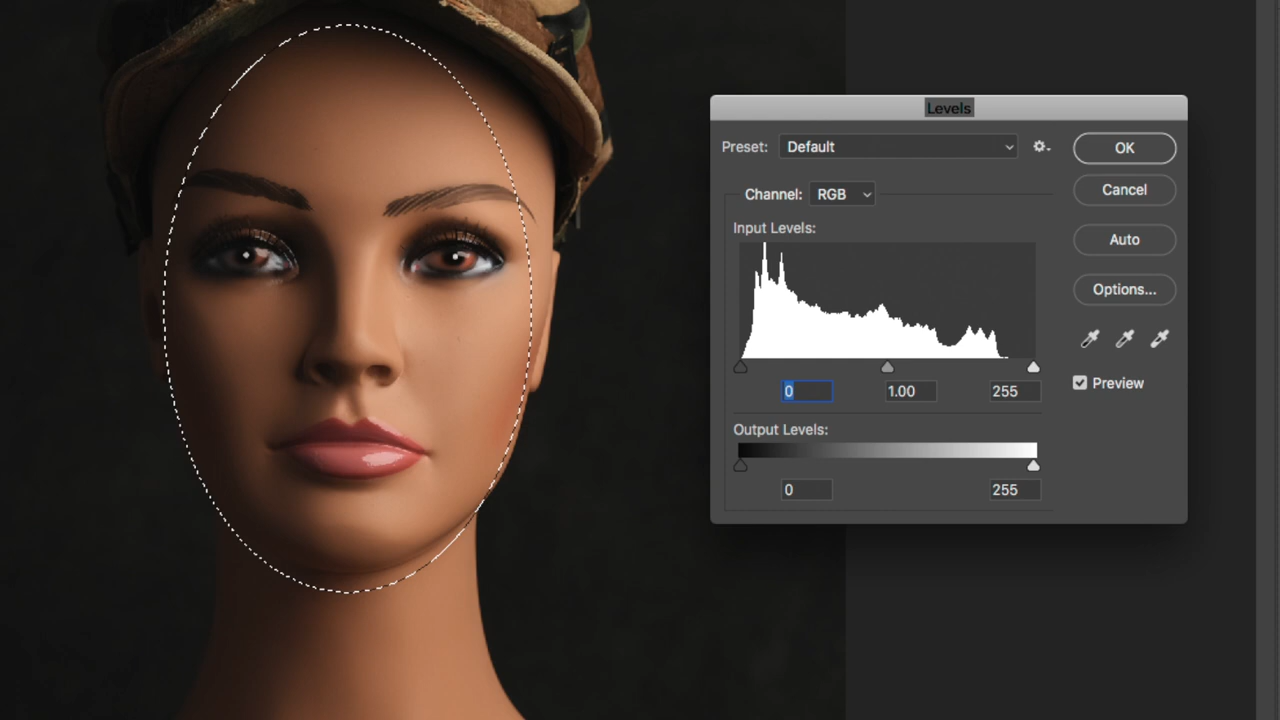 Levels
Preset: Default
OK
Channel: RGB
Cancel
Input Levels:
Auto
Options...
0 1.00 255
Preview
Output Levels:
0 255